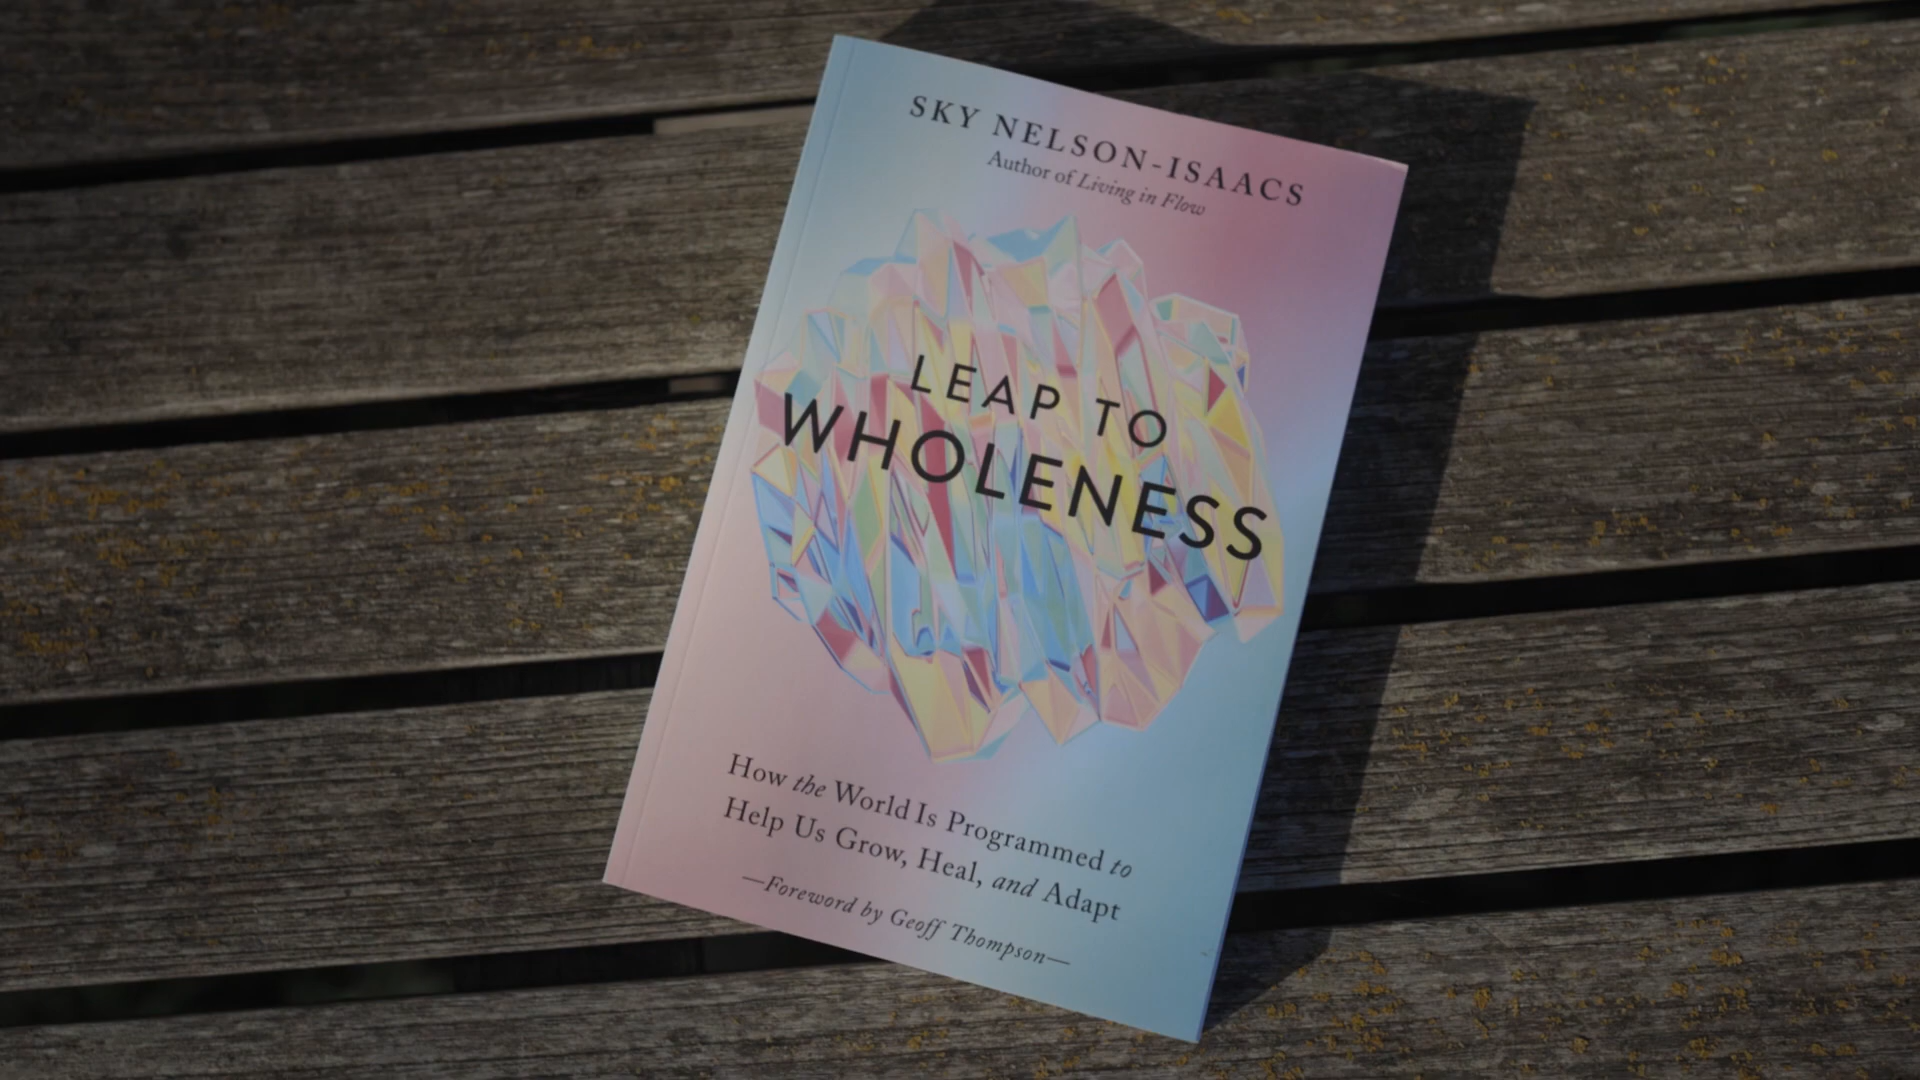 SKY NELSON-ISAACS
Author of Living in Flow
LEAP TO
WHOLENESS
How the World Is Programmed to
Help Us Grow, Heal, and Adapt
—Foreword by Geoff Thompson—